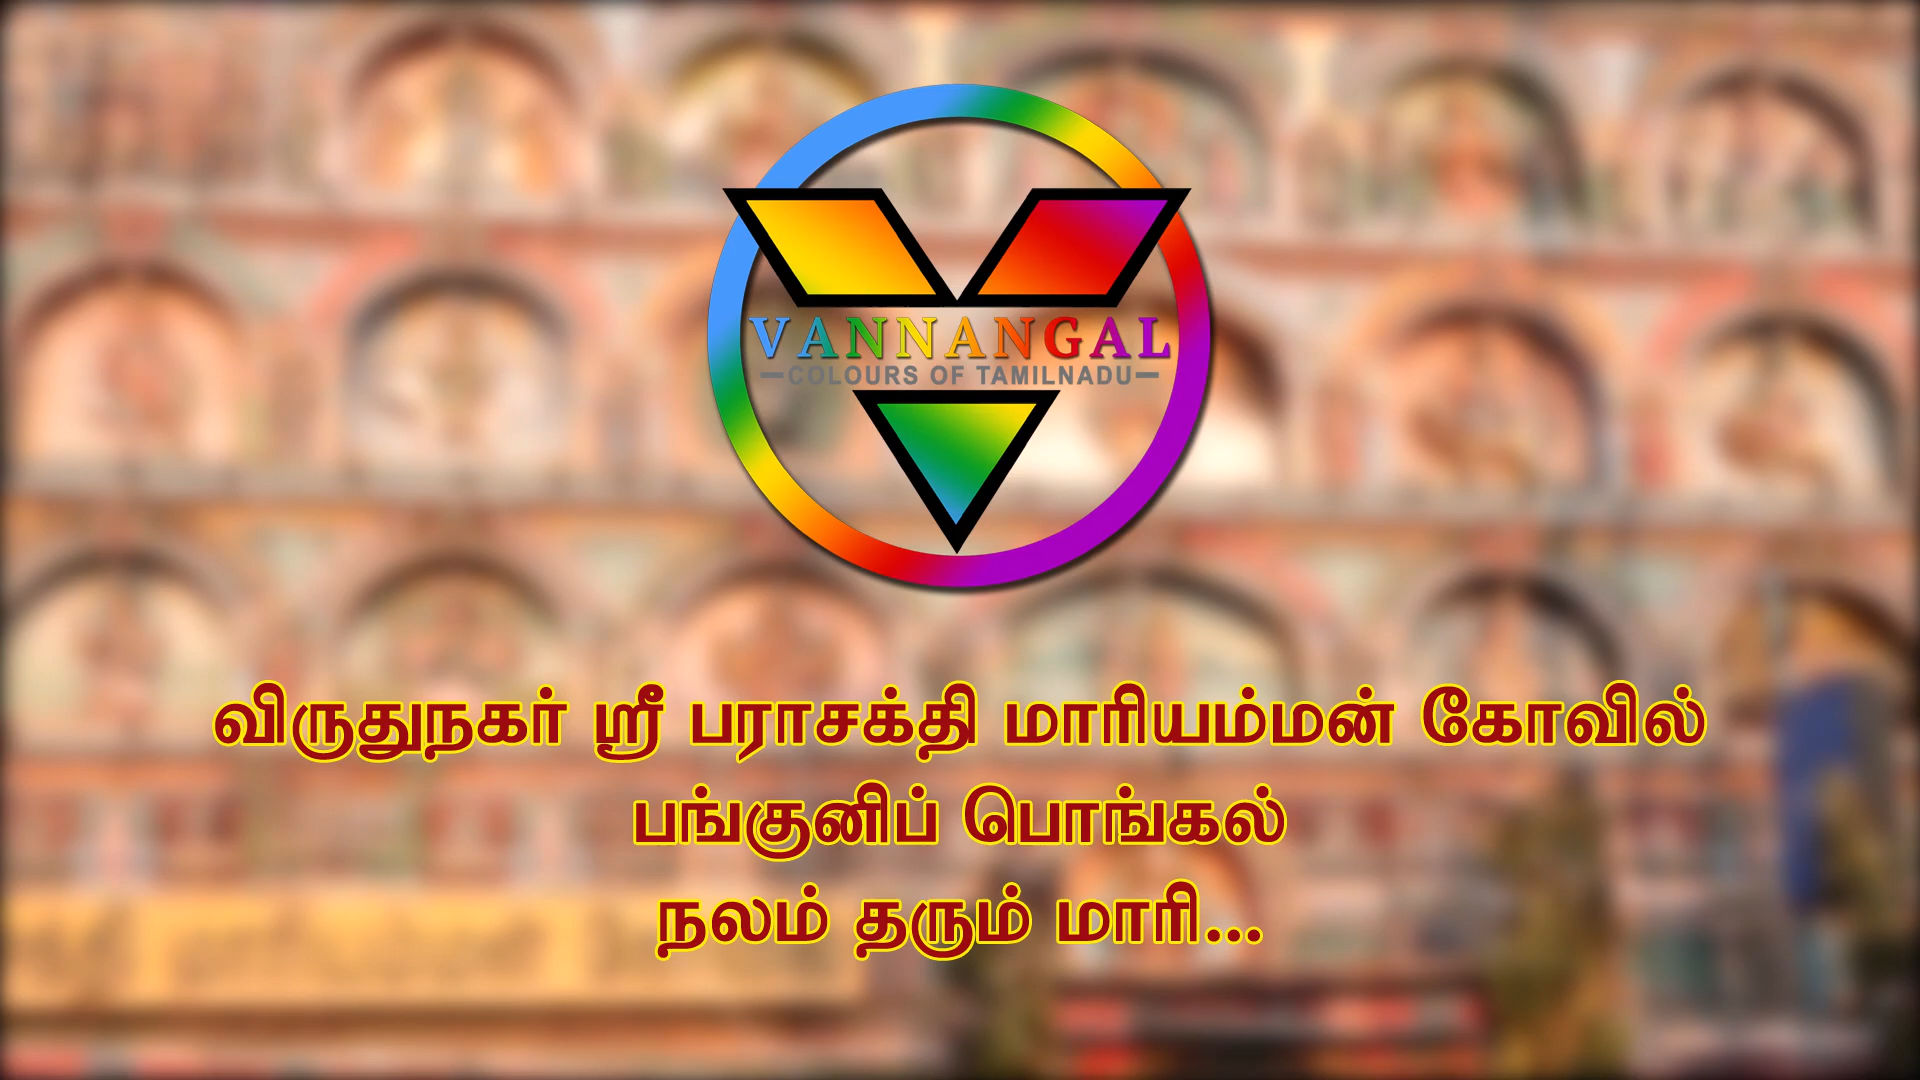 VANNANGAL
COLOURS OF TAMILNADU
விருதுநகர் ஸ்ரீ பராசக்தி மாரியம்மன் கோவில்
பங்குனிப் பொங்கல்
நலம் தரும் மாரி...